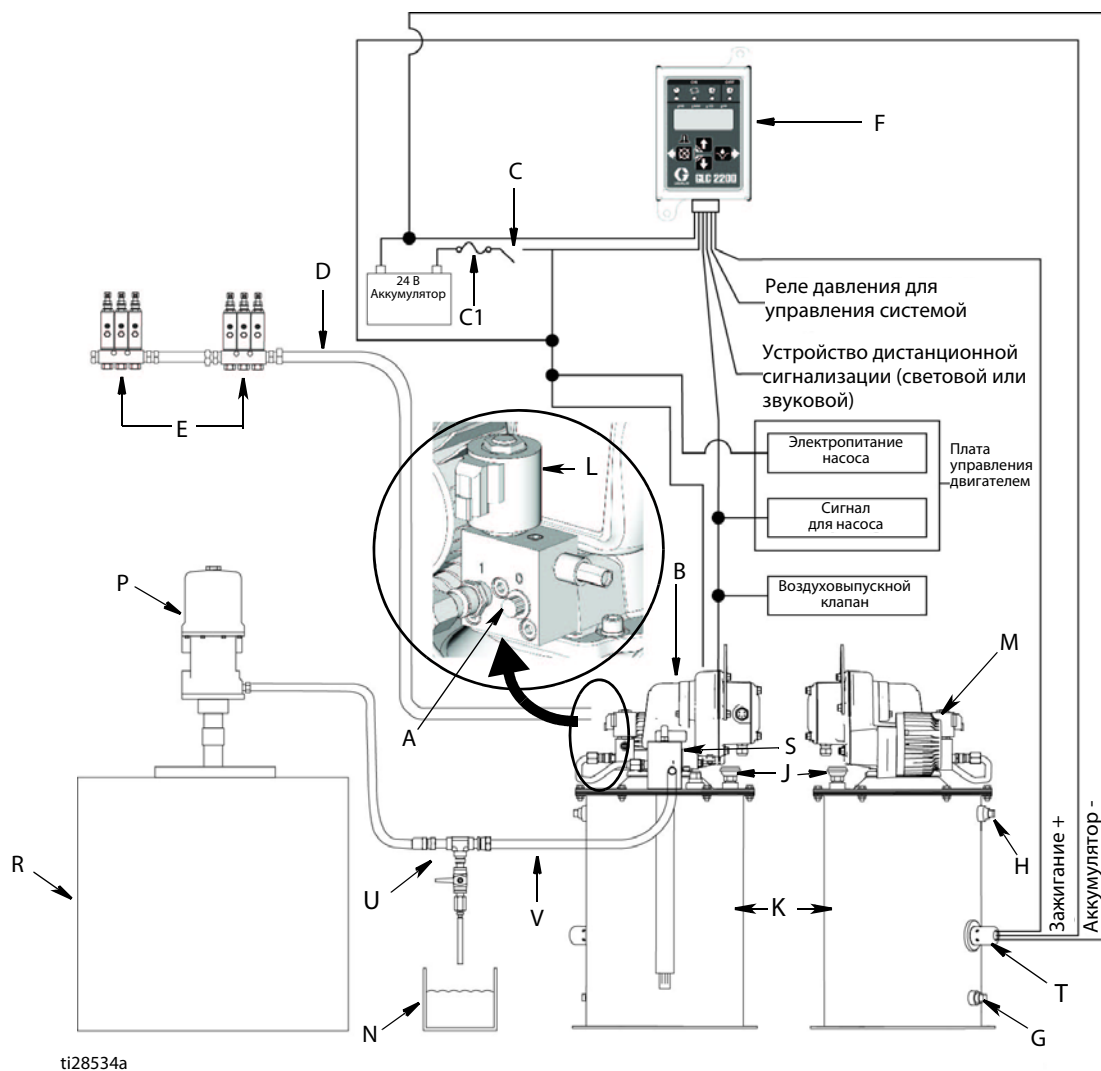 F
C
24 В
Аккумулятор
C1
D
Реле давления для
управления системой
Устройство дистанционной
сигнализации (световой или
звуковой)
E
Электропитание
насоса
Плата
управления
двигателем
Сигнал
для насоса
Воздуховыпускной
клапан
L
1
0
A
P
B
M
S
J
H
R
U
V
K
N
T
G
Зажигание +
Аккумулятор -
GLC 2200
ti28534a